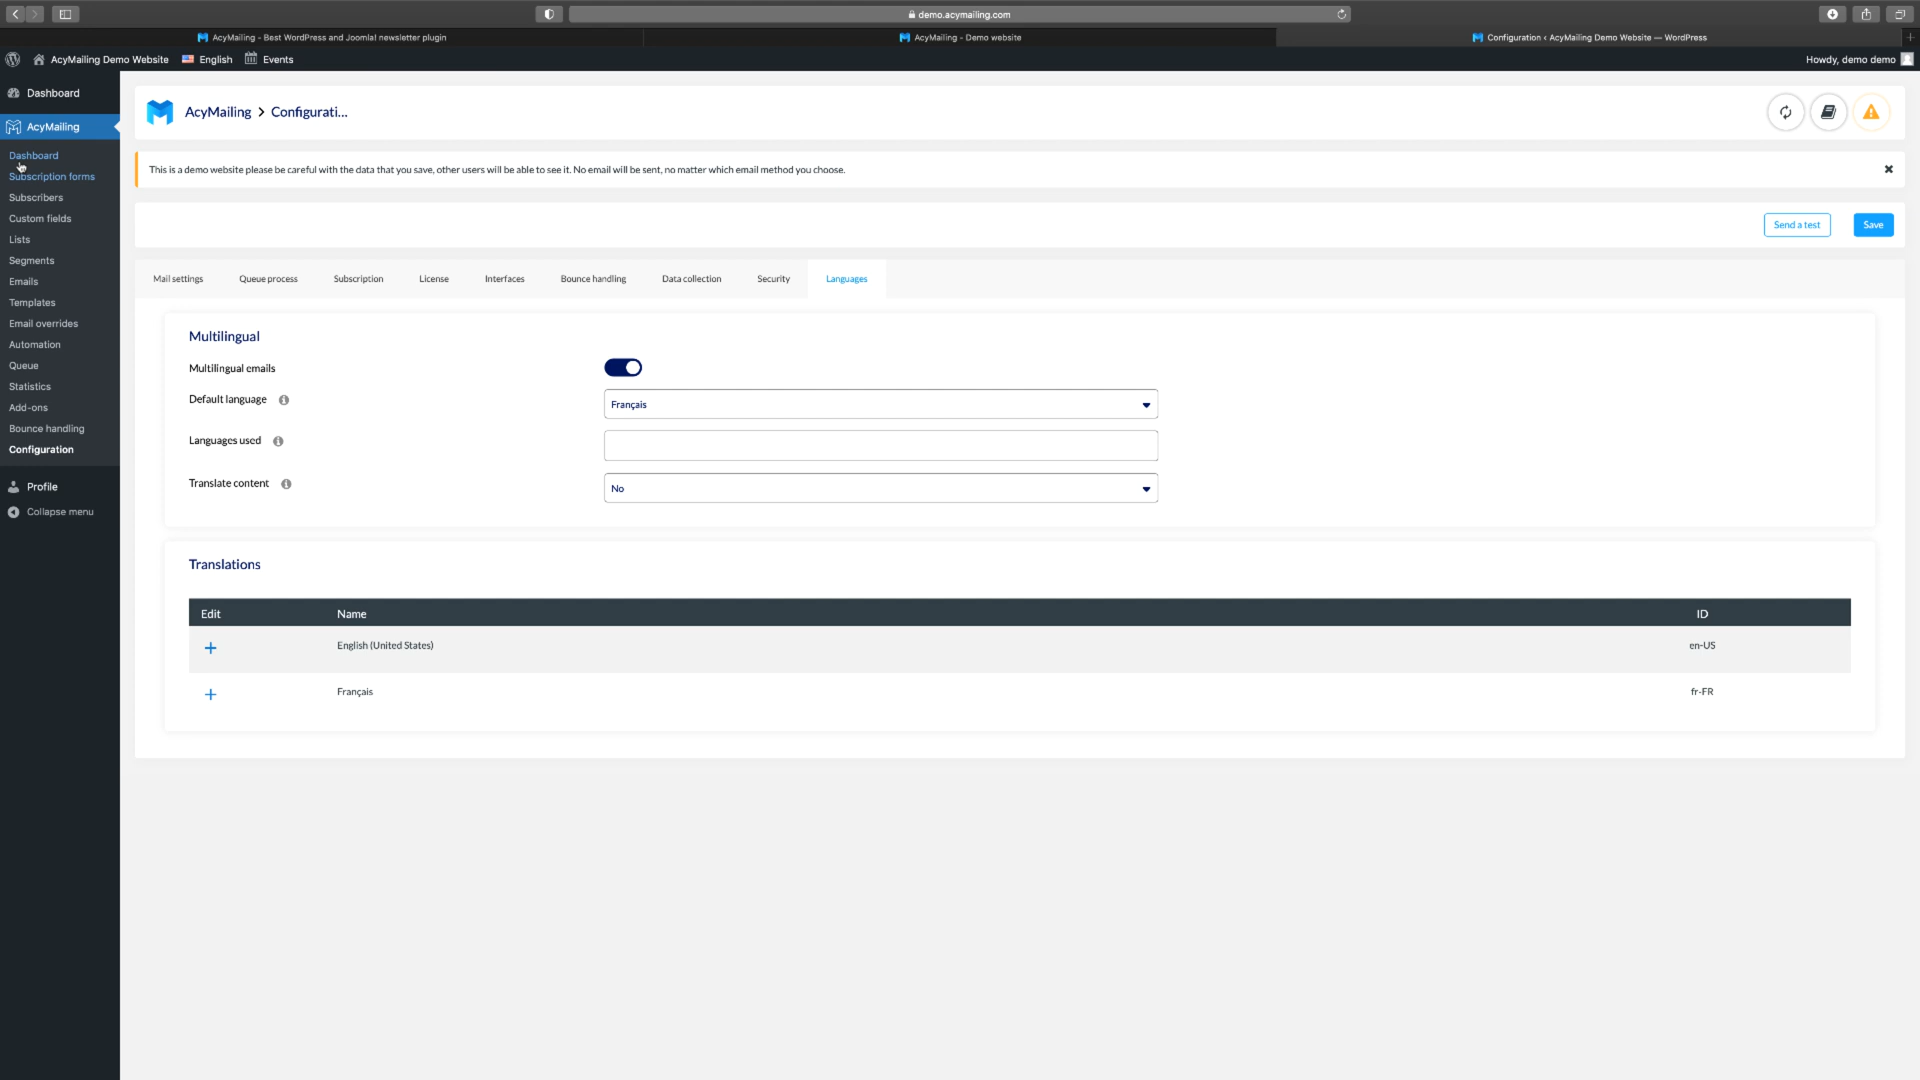 demo.acymailing.com
AcyMailing - Best WordPress and Joomla! newsletter plugin
AcyMailing - Demo website
Configuration ‹ AcyMailing Demo Website — WordPress
AcyMailing Demo Website
English
Events
Howdy, demo demo
Dashboard
AcyMailing
Dashboard
Subscription forms
Subscribers
Custom fields
Lists
Segments
Emails
Templates
Email overrides
Automation
Queue
Statistics
Add-ons
Bounce handling
Configuration
Profile
Collapse menu
AcyMailing > Configurati...
This is a demo website please be careful with the data that you save, other users will be able to see it. No email will be sent, no matter which email method you choose.
Send a test
Save
Mail settings
Queue process
Subscription
License
Interfaces
Bounce handling
Data collection
Security
Languages
Multilingual
Multilingual emails
Default language
Français
Languages used
Translate content
No
Translations
Edit
Name
ID
English (United States)
en-US
Français
fr-FR